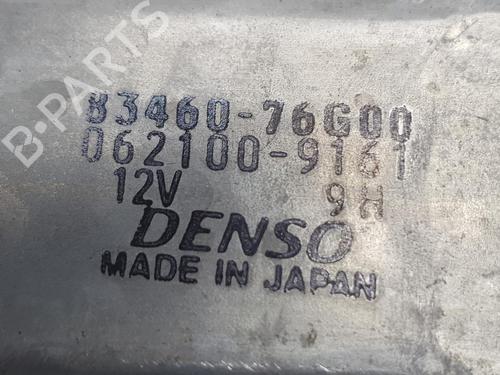 B-PARTS
83460-76G00
062100-9161
12V 9H
DENSO
MADE IN JAPAN